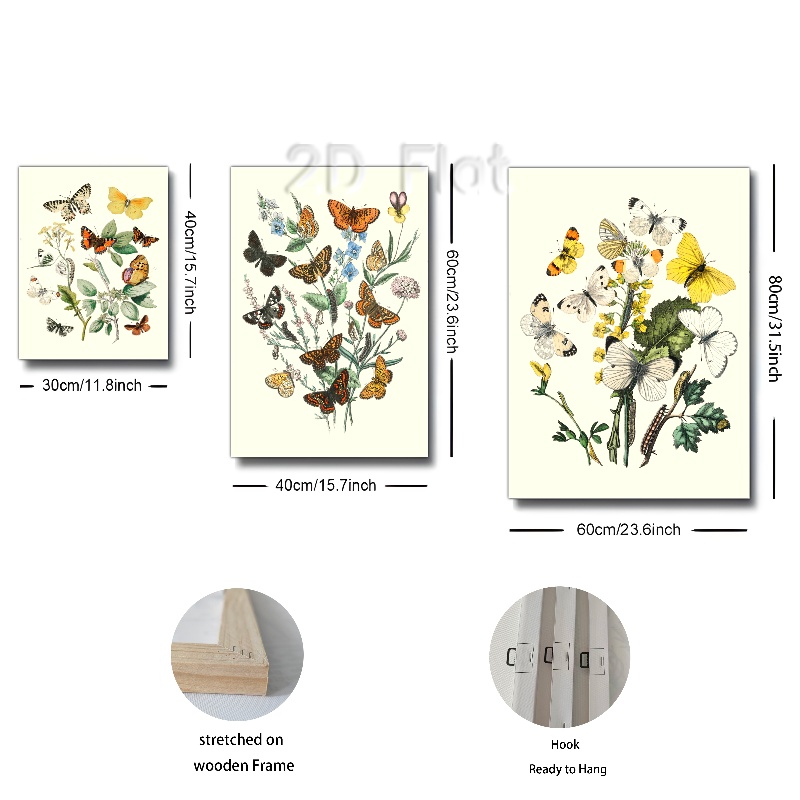 2D Flat
40cm/15.7inch
30cm/11.8inch
60cm/23.6inch
40cm/15.7inch
80cm/31.5inch
60cm/23.6inch
stretched on
wooden Frame
Hook
Ready to Hang